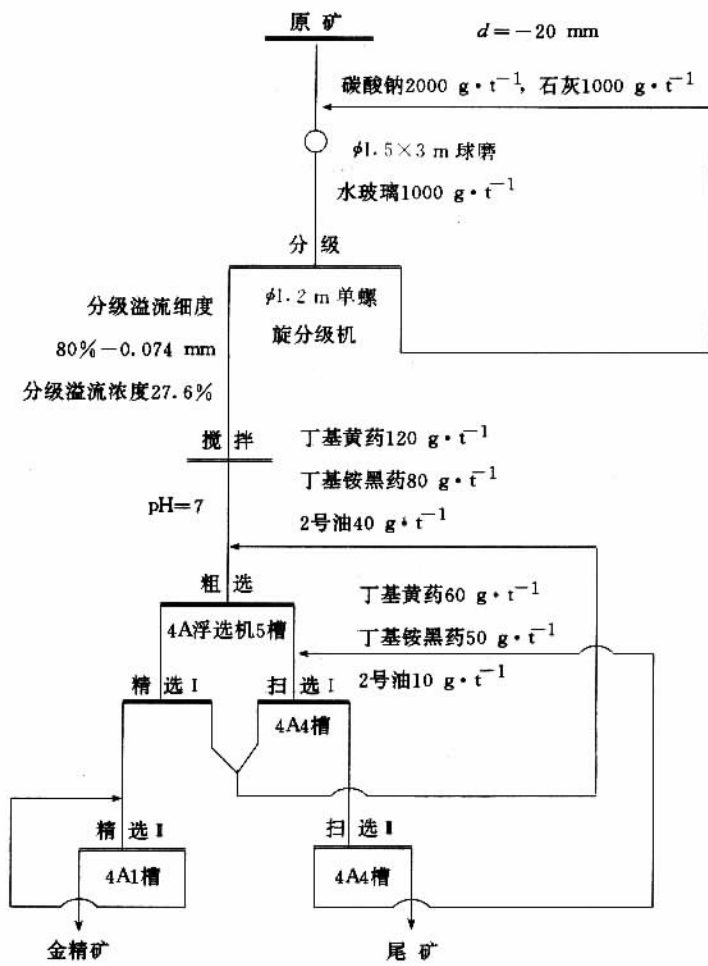 原矿
d=-20 mm
碳酸钠2000 g·t⁻¹, 石灰1000 g·t⁻¹
φ1.5×3 m 球磨
水玻璃1000 g·t⁻¹
分级
φ1.2 m 单螺
旋分级机
分级溢流细度
80%-0.074 mm
分级溢流浓度27.6%
搅拌
丁基黄药120 g·t⁻¹
丁基铵黑药80 g·t⁻¹
2号油40 g·t⁻¹
pH=7
粗选
4A浮选机5槽
丁基黄药60 g·t⁻¹
丁基铵黑药50 g·t⁻¹
2号油10 g·t⁻¹
精选Ⅰ
扫选Ⅰ
4A4槽
精选Ⅱ
扫选Ⅱ
4A1槽
4A4槽
金精矿
尾矿